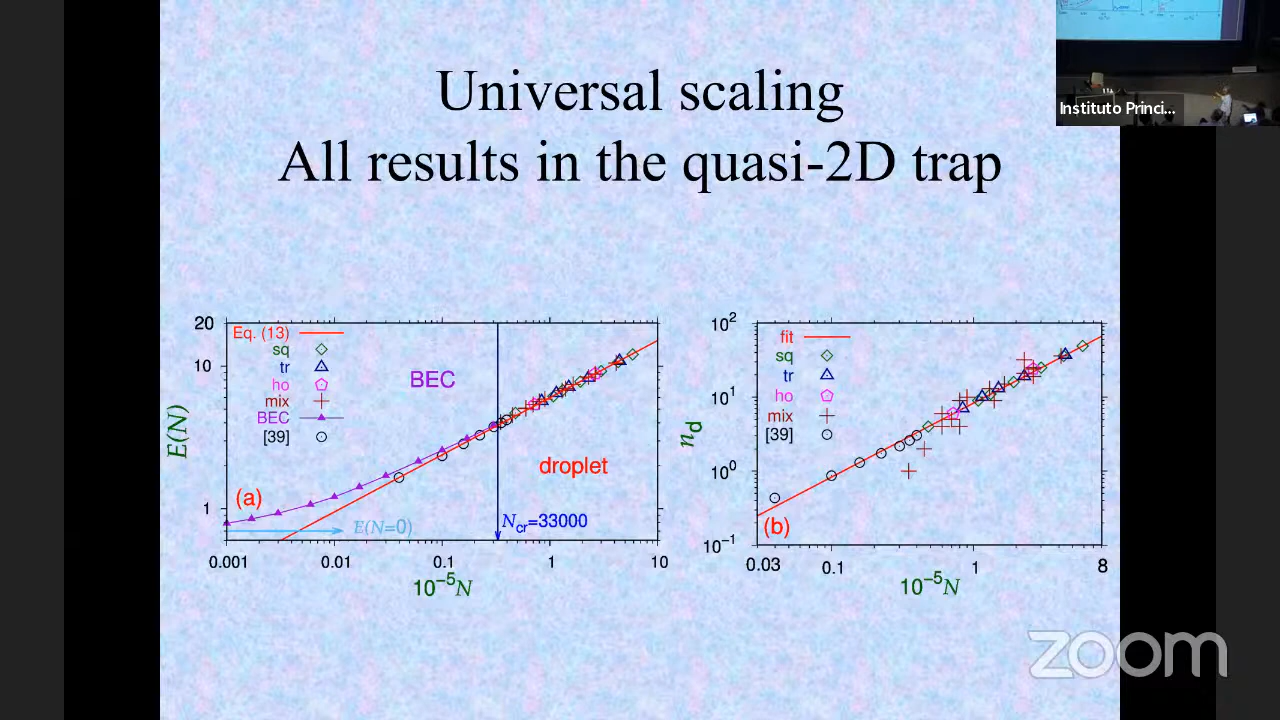 Universal scaling
All results in the quasi-2D trap
Instituto Princi...
20
10
1
E(N)
Eq. (13)
sq
tr
ho
mix
BEC
[39]
BEC
droplet
(a)
E(N=0)
N_cr=33000
0.001
0.01
0.1
1
10
10⁻⁵N
10²
10¹
10⁰
10⁻¹
n_d
fit
sq
tr
ho
mix
[39]
(b)
0.03
0.1
1
8
10⁻⁵N
zoom